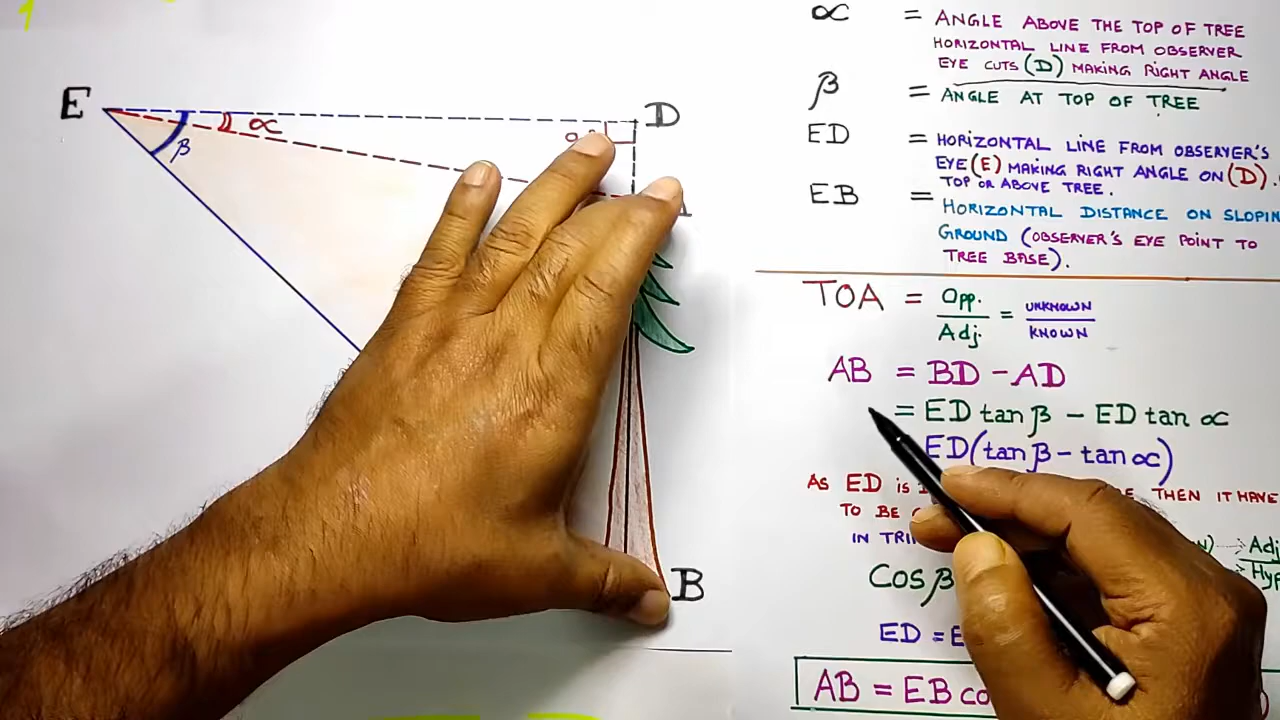 E
α
β
D
B
α = ANGLE ABOVE THE TOP OF TREE
HORIZONTAL LINE FROM OBSERVER
EYE CUTS (D) MAKING RIGHT ANGLE
β = ANGLE AT TOP OF TREE
ED = HORIZONTAL LINE FROM OBSERVER'S
EYE (E) MAKING RIGHT ANGLE ON (D).
TOP OR ABOVE TREE.
EB = HORIZONTAL DISTANCE ON SLOPIN
GROUND (OBSERVER'S EYE POINT TO
TREE BASE).
TOA = Opp. / Adj. = UNKNOWN / KNOWN
AB = BD - AD
= ED tan β - ED tan α
ED (tan β - tan α)
AS ED IS THEN IT HAVE
TO BE
IN TRI
Adj
Hyp
Cos β
ED = E
AB = EB co